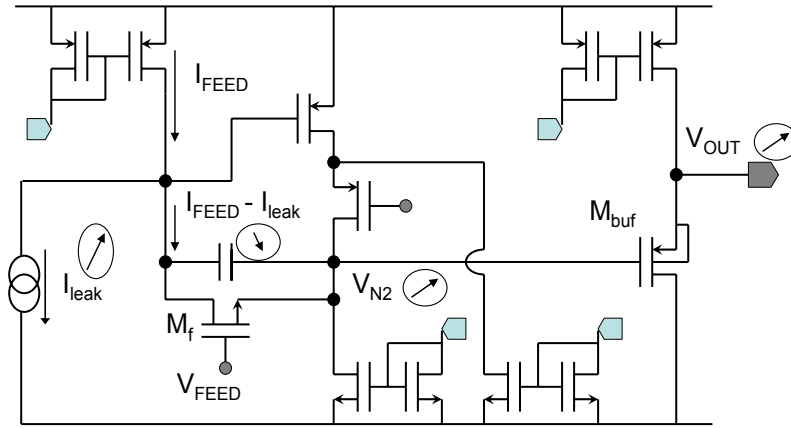 I_FEED
V_OUT
I_FEED - I_leak
M_buf
I_leak
V_N2
M_f
V_FEED